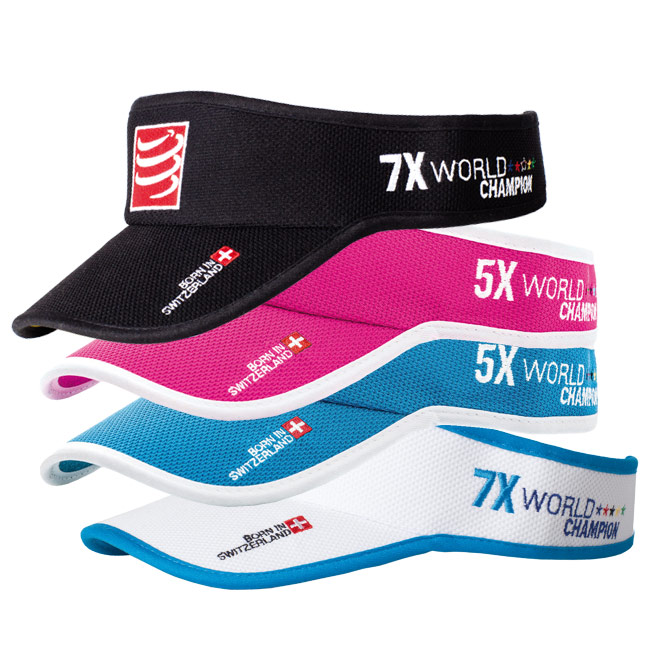 7X WORLD
CHAMPION
BORN IN
SWITZERLAND
5X WORLD
CHAMPION
BORN IN
SWITZERLAND
5X WORLD
CHAMPION
BORN IN
SWITZERLAND
7X WORLD
CHAMPION
BORN IN
SWITZERLAND